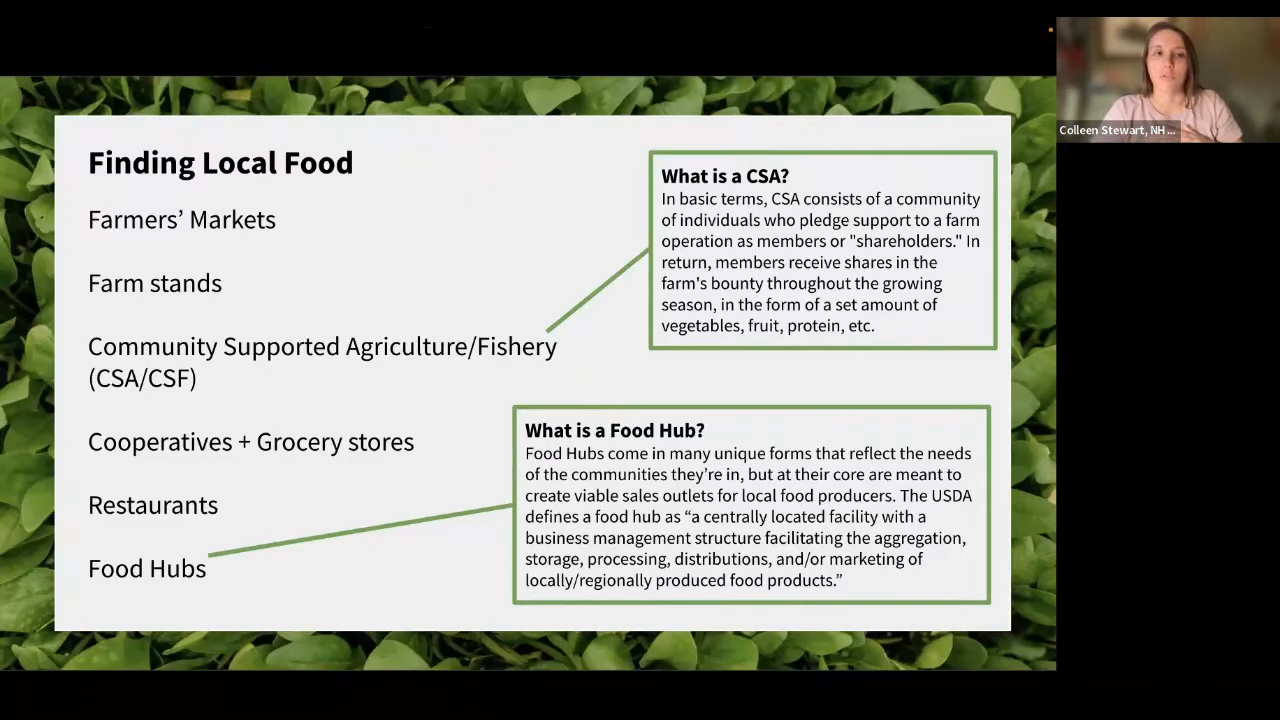 Finding Local Food
Farmers’ Markets
Farm stands
Community Supported Agriculture/Fishery
(CSA/CSF)
Cooperatives + Grocery stores
Restaurants
Food Hubs
What is a CSA?
In basic terms, CSA consists of a community
of individuals who pledge support to a farm
operation as members or "shareholders." In
return, members receive shares in the
farm's bounty throughout the growing
season, in the form of a set amount of
vegetables, fruit, protein, etc.
What is a Food Hub?
Food Hubs come in many unique forms that reflect the needs
of the communities they’re in, but at their core are meant to
create viable sales outlets for local food producers. The USDA
defines a food hub as “a centrally located facility with a
business management structure facilitating the aggregation,
storage, processing, distributions, and/or marketing of
locally/regionally produced food products.”
Colleen Stewart, NH ...